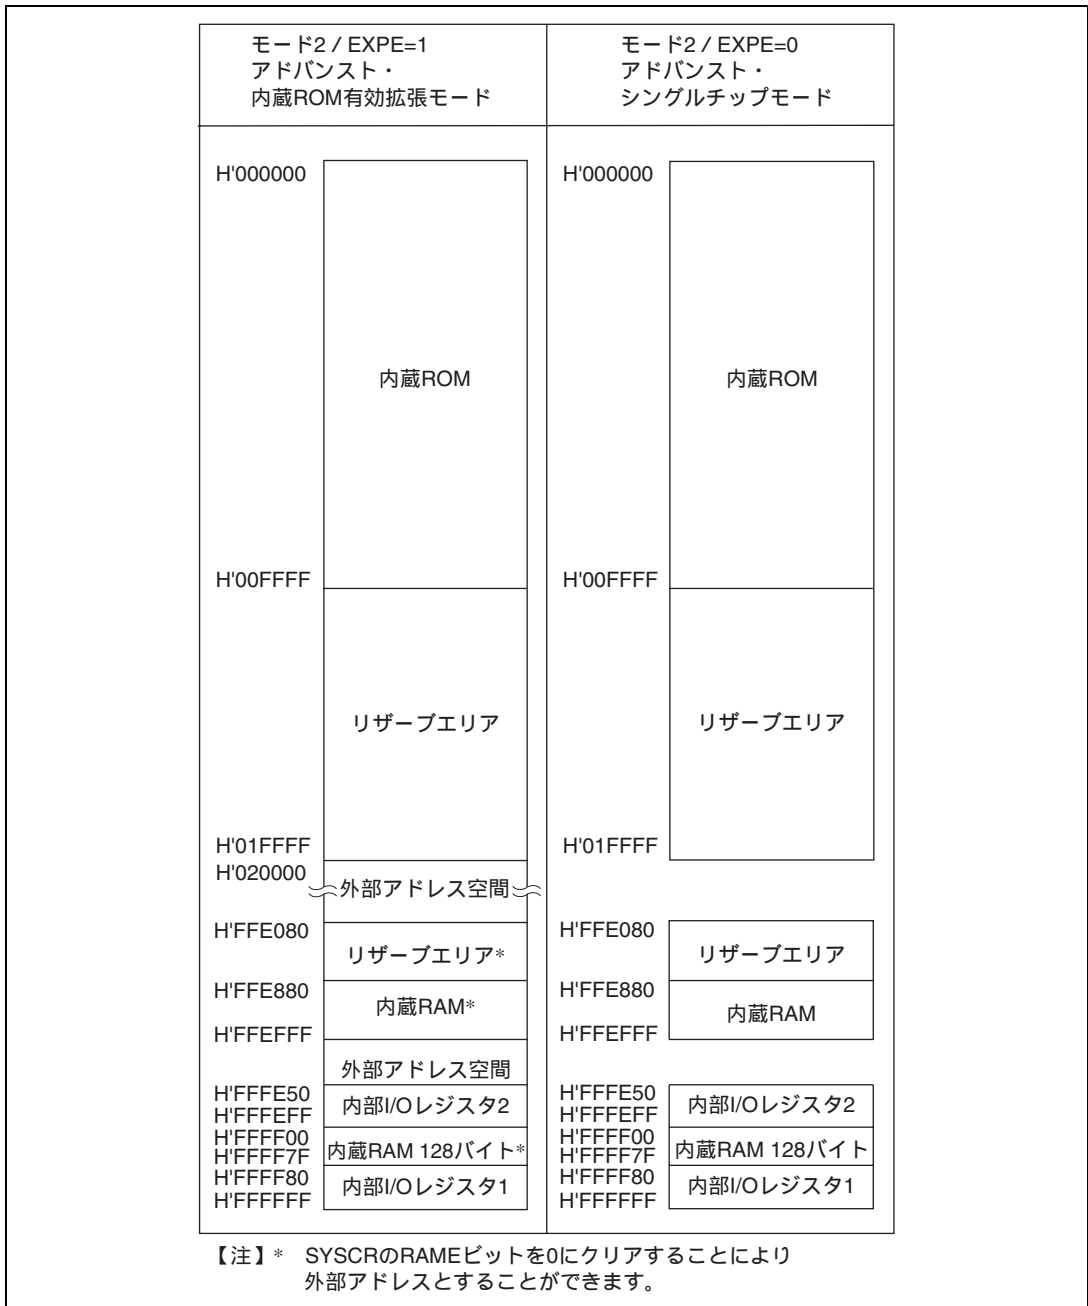 モード2 / EXPE=1
アドバンスト・
内蔵ROM有効拡張モード
H'000000
内蔵ROM
H'00FFFF
リザーブエリア
H'01FFFF
H'020000
外部アドレス空間
H'FFE080
リザーブエリア*
H'FFE880
内蔵RAM*
H'FFEFFF
外部アドレス空間
H'FFFE50
内部I/Oレジスタ2
H'FFFEFF
H'FFFF00
内蔵RAM 128バイト*
H'FFFF7F
H'FFFF80
内部I/Oレジスタ1
H'FFFFFF
モード2 / EXPE=0
アドバンスト・
シングルチップモード
H'000000
内蔵ROM
H'00FFFF
リザーブエリア
H'01FFFF
H'FFE080
リザーブエリア
H'FFE880
内蔵RAM
H'FFEFFF
H'FFFE50
内部I/Oレジスタ2
H'FFFEFF
H'FFFF00
内蔵RAM 128バイト
H'FFFF7F
H'FFFF80
内部I/Oレジスタ1
H'FFFFFF
【注】* SYSCRのRAMEビットを0にクリアすることにより
外部アドレスとすることができます。